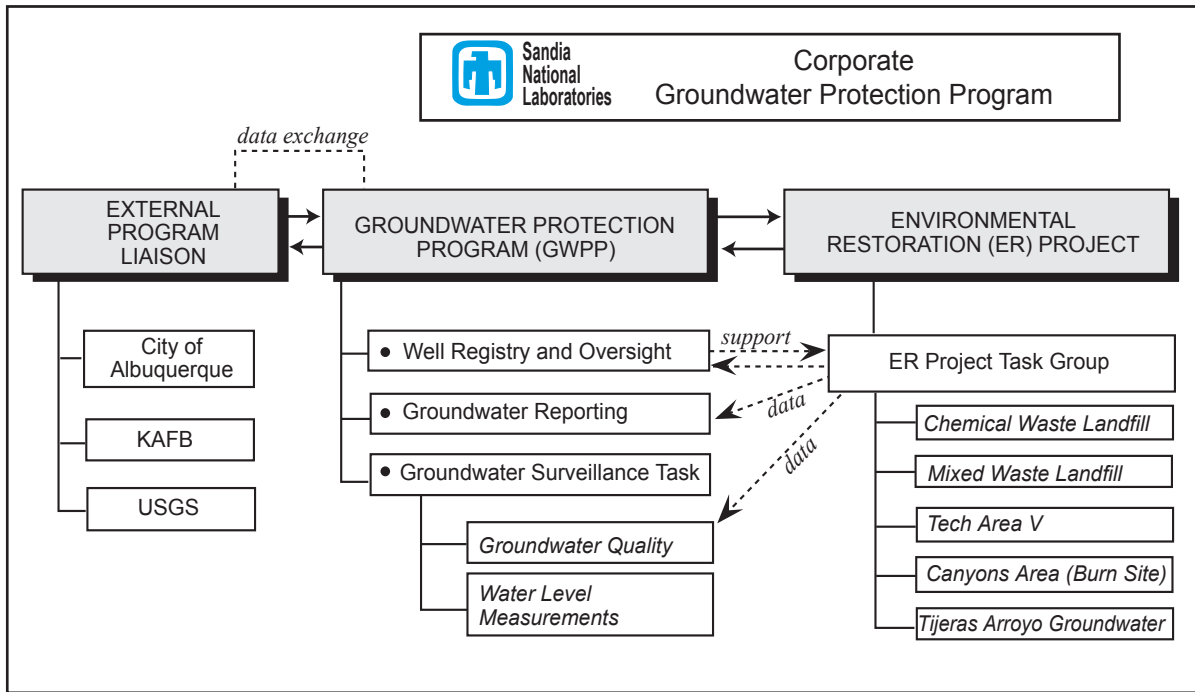 Sandia
National
Laboratories
Corporate
Groundwater Protection Program
data exchange
EXTERNAL
PROGRAM
LIAISON
GROUNDWATER PROTECTION
PROGRAM (GWPP)
ENVIRONMENTAL
RESTORATION (ER) PROJECT
City of
Albuquerque
KAFB
USGS
• Well Registry and Oversight
• Groundwater Reporting
• Groundwater Surveillance Task
Groundwater Quality
Water Level
Measurements
support
data
data
ER Project Task Group
Chemical Waste Landfill
Mixed Waste Landfill
Tech Area V
Canyons Area (Burn Site)
Tijeras Arroyo Groundwater